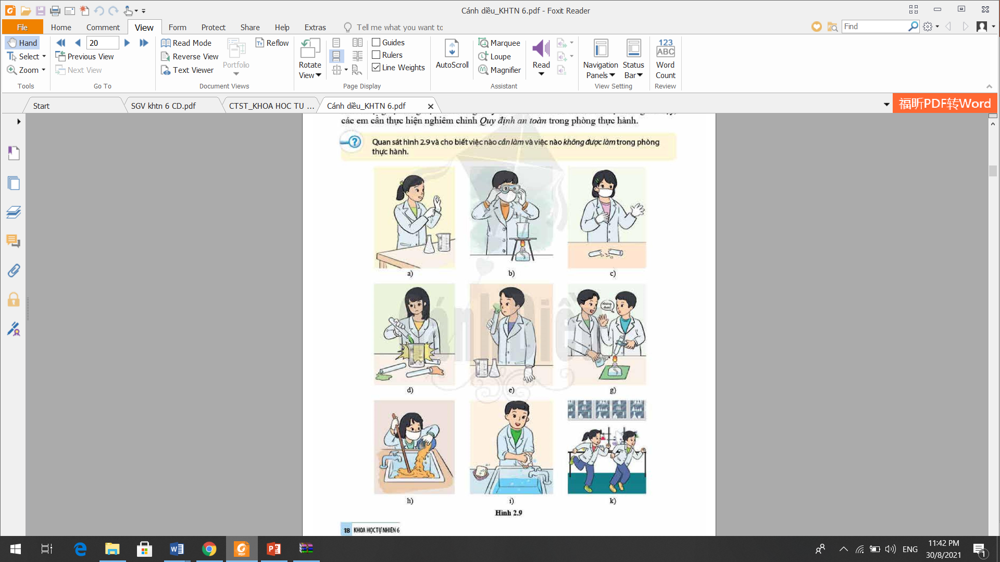 Cánh diều_KHTN 6.pdf - Foxit Reader
File Home Comment View Form Protect Share Help Extras Tell me what you want to Find
Hand 20 Read Mode Reflow Guides Marquee 123
Select Previous View Reverse View Rulers Loupe ABC
Zoom Next View Text Viewer Portfolio Rotate View Line Weights AutoScroll Magnifier Read Navigation Panels Status Bar Word Count
Tools Go To Document Views Page Display Assistant View Setting Review
Start SGV khtn 6 CD.pdf CTST_KHOA HOC TU ... Cánh diều_KHTN 6.pdf 福昕PDF转Word
các em cần thực hiện nghiêm chỉnh Quy định an toàn trong phòng thực hành.
Quan sát hình 2.9 và cho biết việc nào cần làm và việc nào không được làm trong phòng
thực hành.
a) b) c)
Không
được!
d) e) g)
h) i) k)
Hình 2.9
18 KHOA HỌC TỰ NHIÊN 6
Cánh Diều
ENG 11:42 PM
30/8/2021
1